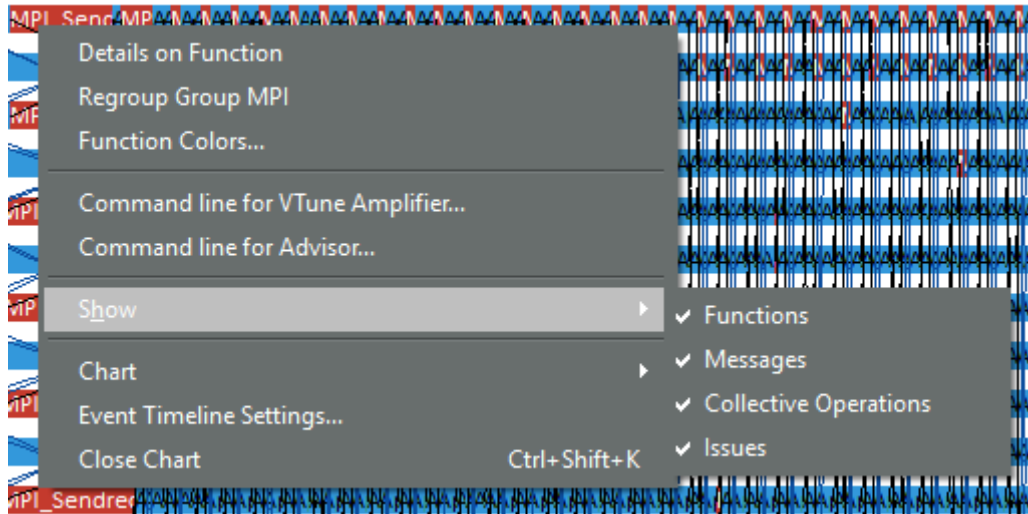 MPI_Send
MP
Details on Function
Regroup Group MPI
Function Colors...
Command line for VTune Amplifier...
Command line for Advisor...
Show
Functions
Messages
Collective Operations
Issues
Chart
Event Timeline Settings...
Close Chart Ctrl+Shift+K
MPI_Sendrec